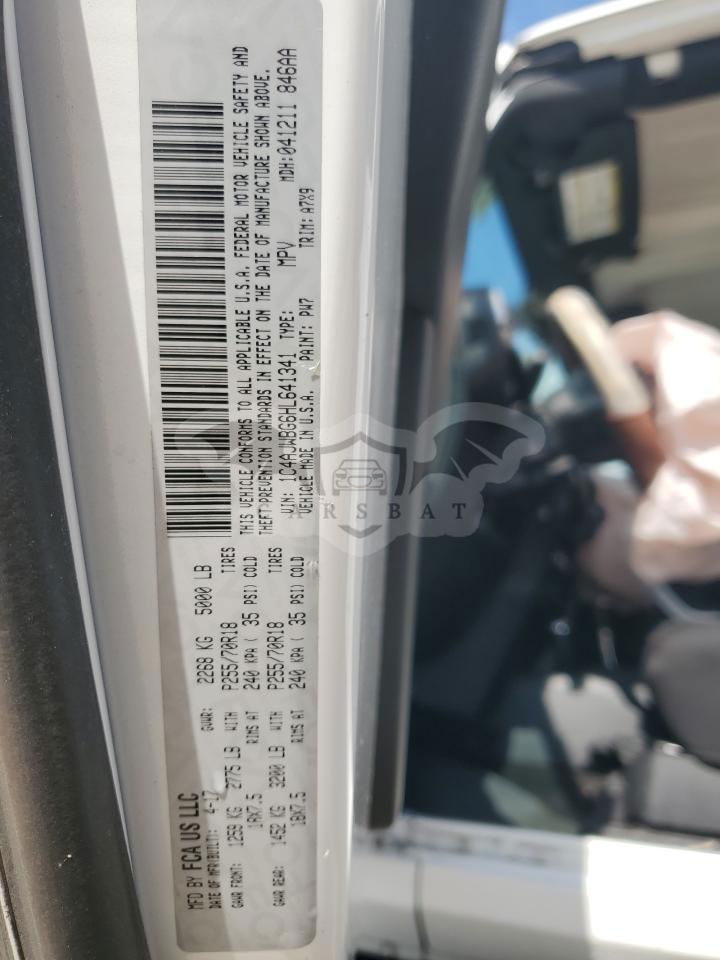 MFD BY FCA US LLC
DATE OF MFR(BUILT): 4-17 GVWR: 2268 KG 5000 LB
GAWR FRONT: 1259 KG 2775 LB WITH P255/70R18 TIRES
18X7.5 RIMS AT 240 KPA ( 35 PSI) COLD
GAWR REAR: 1452 KG 3200 LB WITH P255/70R18 TIRES
18X7.5 RIMS AT 240 KPA ( 35 PSI) COLD
THIS VEHICLE CONFORMS TO ALL APPLICABLE U.S.A. FEDERAL MOTOR VEHICLE SAFETY AND
THEFT PREVENTION STANDARDS IN EFFECT ON THE DATE OF MANUFACTURE SHOWN ABOVE.
VIN: 1C4AJWBG6HL641341 TYPE: MPV MDH: 041211 846AA
VEHICLE MADE IN U.S.A. PAINT: PW7 TRIM: A7X9
ARSBAT